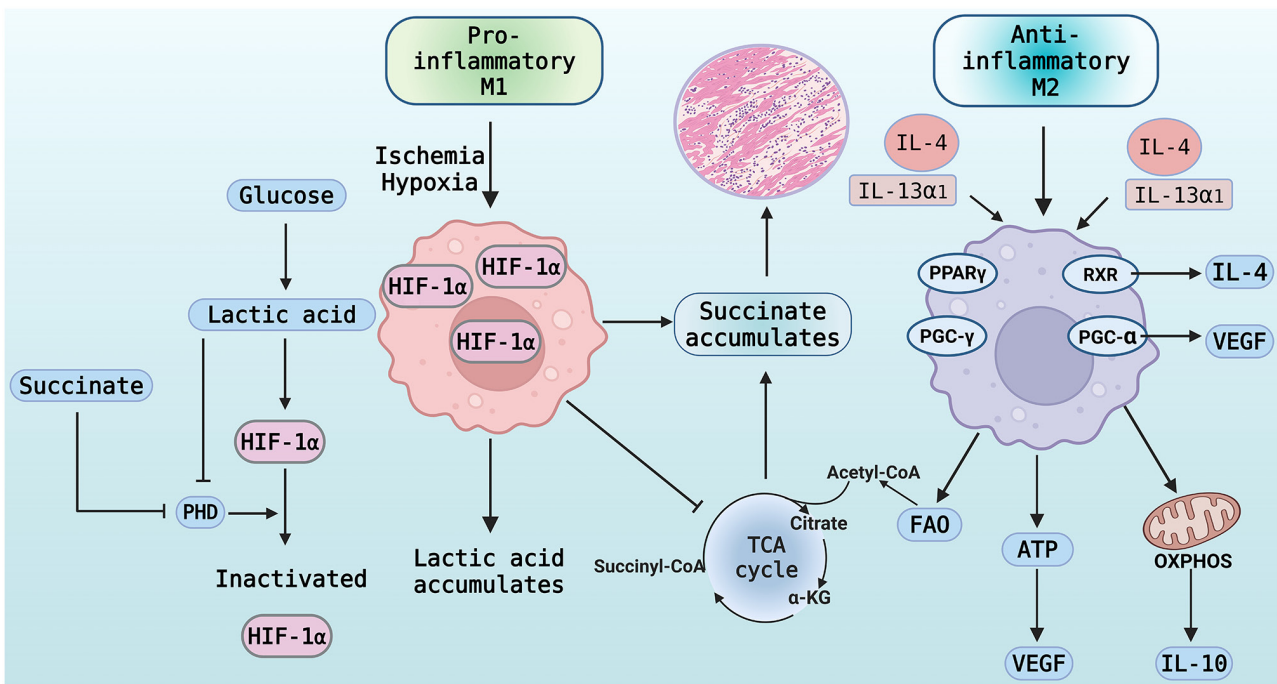 Pro-
inflammatory
M1
Anti-
inflammatory
M2
Ischemia
Hypoxia
IL-4
IL-13α1
IL-4
IL-13α1
Glucose
Lactic acid
Succinate
HIF-1α
PHD
Inactivated
HIF-1α
HIF-1α
HIF-1α
HIF-1α
Lactic acid
accumulates
Succinate
accumulates
TCA
cycle
Acetyl-CoA
Citrate
α-KG
Succinyl-CoA
PPARγ
RXR
PGC-γ
PGC-α
IL-4
VEGF
FAO
ATP
OXPHOS
VEGF
IL-10